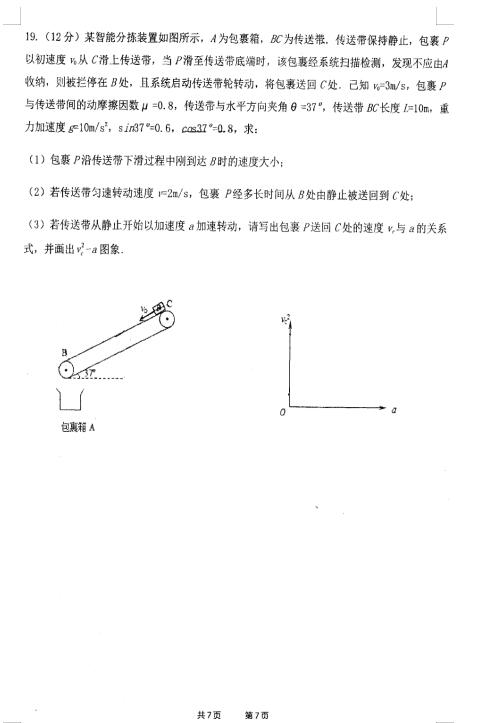 19.（12分）某智能分拣装置如图所示，A为包裹箱，BC为传送带．传送带保持静止，包裹P
以初速度v₀从C滑上传送带，当P滑至传送带底端时，该包裹经系统扫描检测，发现不应由A
收纳，则被拦停在B处，且系统启动传送带轮转动，将包裹送回C处．己知v₀=3m/s，包裹P
与传送带间的动摩擦因数μ=0.8，传送带与水平方向夹角θ=37°，传送带BC长度L=10m，重
力加速度g=10m/s²，sin37°=0.6，cos37°=0.8，求：
（1）包裹P沿传送带下滑过程中刚到达B时的速度大小；
（2）若传送带匀速转动速度v=2m/s，包裹P经多长时间从B处由静止被送回到C处；
（3）若传送带从静止开始以加速度a加速转动，请写出包裹P送回C处的速度v꜀与a的关系
式，并画出v꜀²-a图象．
v₀ C
B
37°
包裹箱 A
v꜀²
O a
共7页 第7页